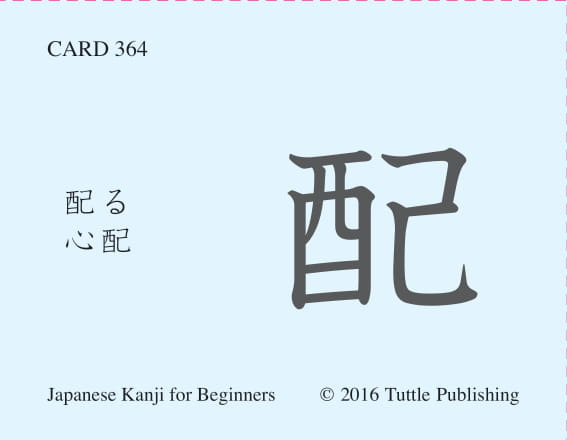 CARD 364
配る
心配
配
Japanese Kanji for Beginners
© 2016 Tuttle Publishing